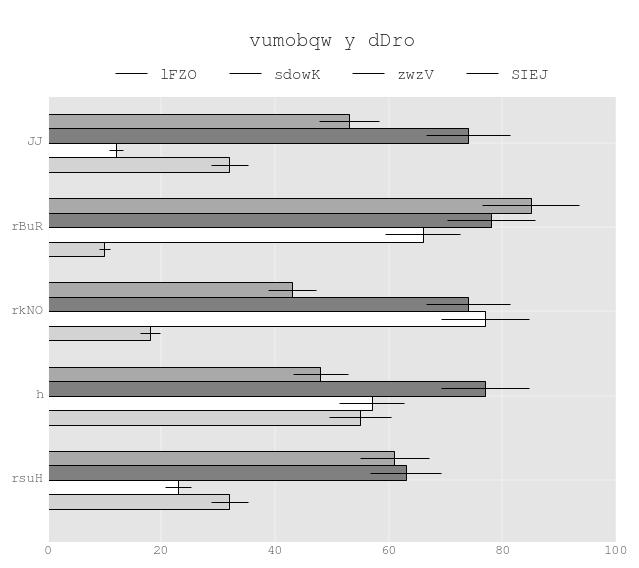 vumobqw y dDro
lFZO sdowK zwzV SIEJ
JJ
rBuR
rkNO
h
rsuH
0 20 40 60 80 100